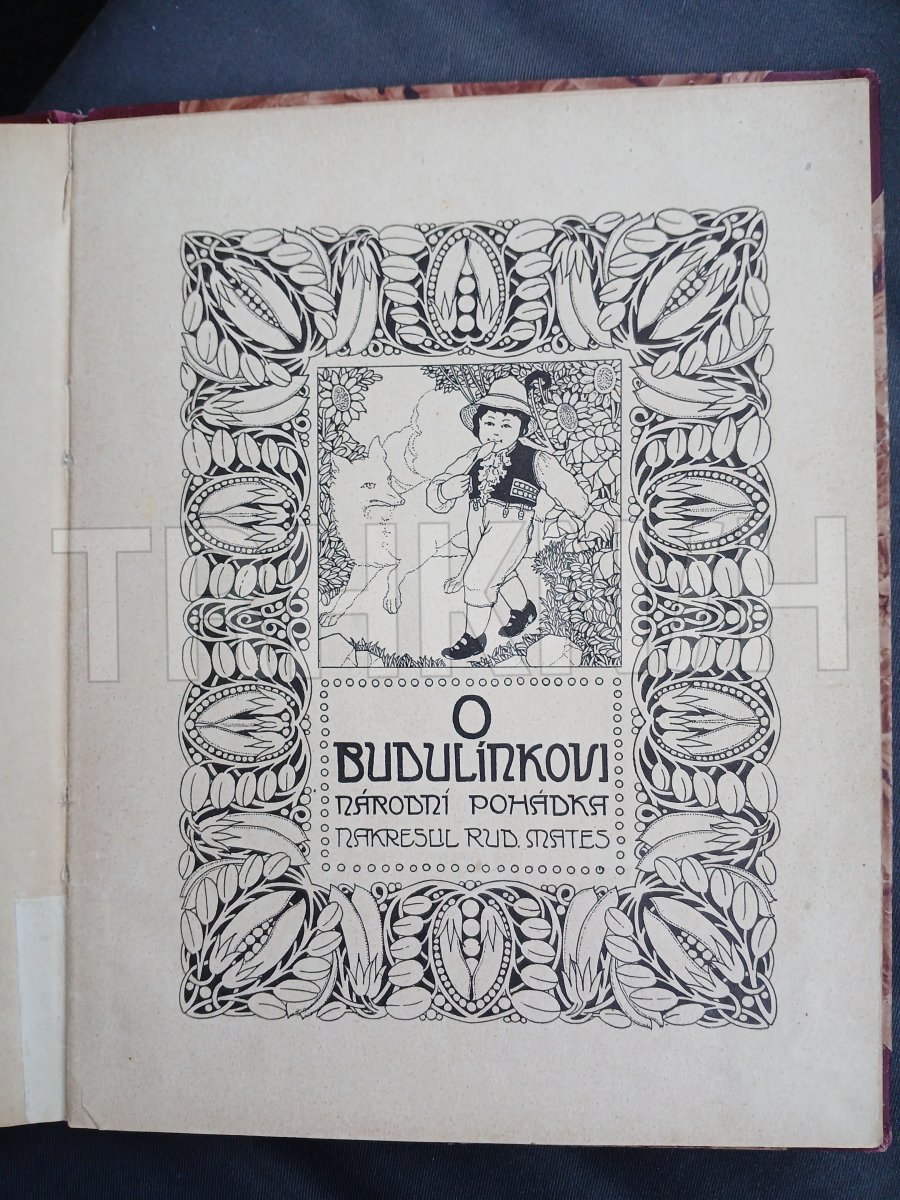 O
BUDULÍNKOVI
NÁRODNÍ POHÁDKA
NAKRESLIL RUD. MATES